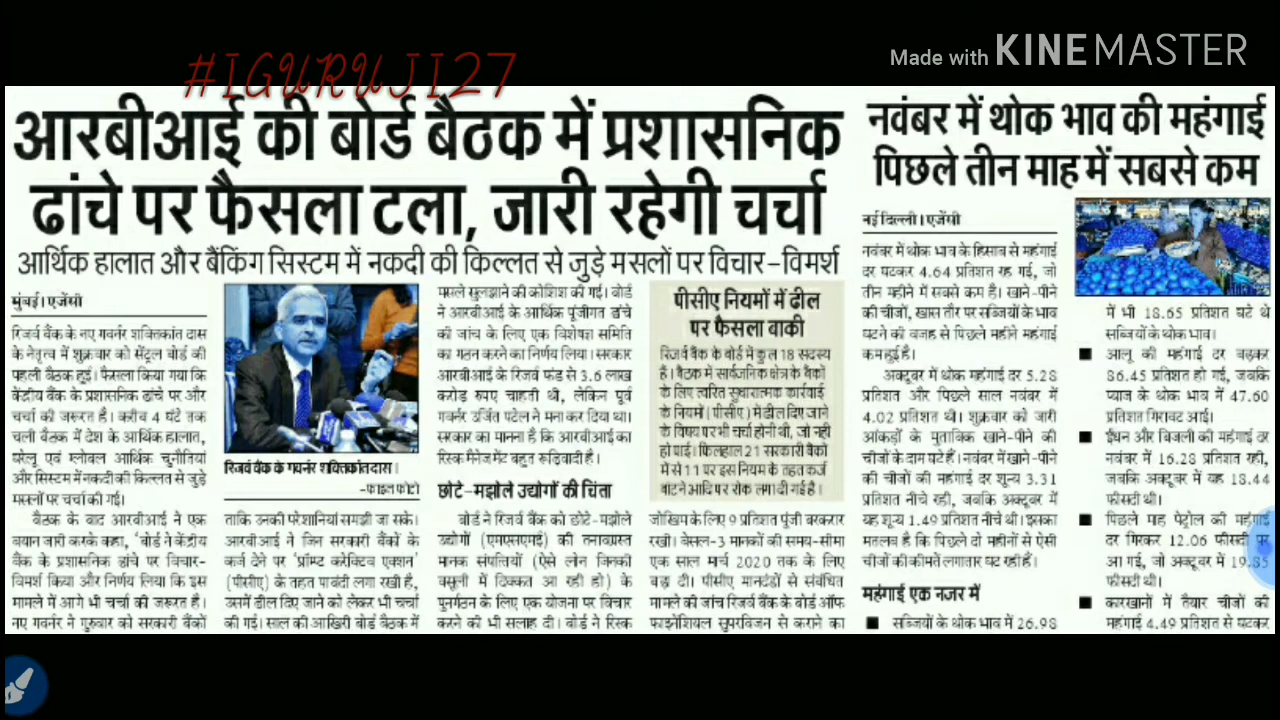 #IGURUJI27
Made with KINEMASTER
आरबीआई की बोर्ड बैठक में प्रशासनिक
ढांचे पर फैसला टला, जारी रहेगी चर्चा
आर्थिक हालात और बैंकिंग सिस्टम में नकदी की किल्लत से जुड़े मसलों पर विचार-विमर्श
मुंबई। एजेंसी
रिजर्व बैंक के नए गवर्नर शक्तिकांत दास
के नेतृत्व में शुक्रवार को सेंट्रल बोर्ड की
पहली बैठक हुई। फैसला किया गया कि
केंद्रीय बैंक के प्रशासनिक ढांचे पर और
चर्चा की जरूरत है। करीब 4 घंटे तक
चली बैठक में देश के आर्थिक हालात,
घरेलू एवं ग्लोबल आर्थिक चुनौतियां
और सिस्टम में नकदी की किल्लत से जुड़े
मसलों पर चर्चा की गई।
बैठक के बाद आरबीआई ने एक
बयान जारी करके कहा, 'बोर्ड ने केंद्रीय
बैंक के प्रशासनिक ढांचे पर विचार-
विमर्श किया और निर्णय लिया कि इस
मामले में आगे भी चर्चा की जरूरत है।
नए गवर्नर ने गुरुवार को सरकारी बैंकों
रिजर्व बैंक के गवर्नर शक्तिकांत दास।
-फाइल फोटो
ताकि उनकी परेशानियां समझी जा सके।
आरबीआई ने जिन सरकारी बैंकों के
कर्ज देने पर 'प्रॉम्प्ट करेक्टिव एक्शन'
(पीसीए) के तहत पाबंदी लगा रखी है,
उसमें ढील दिए जाने को लेकर भी चर्चा
की गई। साल की आखिरी बोर्ड बैठक में
मसले सुलझाने की कोशिश की गई। बोर्ड
ने आरबीआई के आर्थिक पूंजीगत ढांचे
की जांच के लिए एक विशेषज्ञ समिति
का गठन करने का निर्णय लिया। सरकार
आरबीआई के रिजर्व फंड से 3.6 लाख
करोड़ रुपए चाहती थी, लेकिन पूर्व
गवर्नर उर्जित पटेल ने मना कर दिया था।
सरकार का मानना है कि आरबीआई का
रिस्क मैनेजमेंट बहुत रूढ़िवादी है।
छोटे-मझोले उद्योगों की चिंता
बोर्ड ने रिजर्व बैंक को छोटे-मझोले
उद्योगों (एमएसएमई) की तनावग्रस्त
मानक संपत्तियों (ऐसे लोन जिनकी
वसूली में दिक्कत आ रही हो) के
पुनर्गठन के लिए एक योजना पर विचार
करने की भी सलाह दी। बोर्ड ने रिस्क
पीसीए नियमों में ढील
पर फैसला बाकी
रिजर्व बैंक के बोर्ड में कुल 18 सदस्य
हैं। बैठक में सार्वजनिक क्षेत्र के बैंकों
के लिए त्वरित सुधारात्मक कार्रवाई
के नियमों (पीसीए) में ढील दिए जाने
के विषय पर भी चर्चा होनी थी, जो नहीं
हो पाई। फिलहाल 21 सरकारी बैंकों
में से 11 पर इस नियम के तहत कर्ज
बांटने आदि पर रोक लगा दी गई है।
जोखिम के लिए 9 प्रतिशत पूंजी बरकरार
रखी। बेसल-3 मानकों की समय-सीमा
एक साल मार्च 2020 तक के लिए
बढ़ा दी। पीसीए मानदंडों से संबंधित
मामले की जांच रिजर्व बैंक के बोर्ड ऑफ
फाइनेंशियल सुपरविजन से कराने का
नवंबर में थोक भाव की महंगाई
पिछले तीन माह में सबसे कम
नई दिल्ली। एजेंसी
नवंबर में थोक भाव के हिसाब से महंगाई
दर घटकर 4.64 प्रतिशत रह गई, जो
तीन महीने में सबसे कम है। खाने-पीने
की चीजों, खास तौर पर सब्जियों के भाव
घटने की वजह से पिछले महीने महंगाई
कम हुई है।
अक्टूबर में थोक महंगाई दर 5.28
प्रतिशत और पिछले साल नवंबर में
4.02 प्रतिशत थी। शुक्रवार को जारी
आंकड़ों के मुताबिक खाने-पीने की
चीजों के दाम घटे हैं। नवंबर में खाने-पीने
की चीजों की महंगाई दर शून्य 3.31
प्रतिशत नीचे रही, जबकि अक्टूबर में
यह शून्य 1.49 प्रतिशत नीचे थी। इसका
मतलब है कि पिछले दो महीनों से ऐसी
चीजों की कीमतें लगातार घट रही हैं।
महंगाई एक नजर में
■ सब्जियों के थोक भाव में 26.98
में भी 18.65 प्रतिशत घटे थे
सब्जियों के थोक भाव।
■ आलू की महंगाई दर बढ़कर
86.45 प्रतिशत हो गई, जबकि
प्याज के थोक भाव में 47.60
प्रतिशत गिरावट आई।
■ ईंधन और बिजली की महंगाई दर
नवंबर में 16.28 प्रतिशत रही,
जबकि अक्टूबर में यह 18.44
फीसदी थी।
■ पिछले माह पेट्रोल की महंगाई
दर गिरकर 12.06 फीसदी पर
आ गई, जो अक्टूबर में 19.85
फीसदी थी।
■ कारखानों में तैयार चीजों की
महंगाई 4.49 प्रतिशत से घटकर